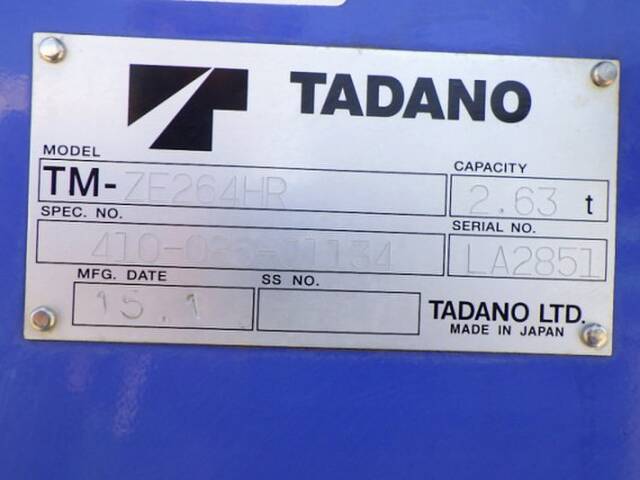 TADANO
MODEL
TM-ZE264HR
CAPACITY
2.63 t
SPEC. NO.
SERIAL NO.
LA2851
MFG. DATE
15.1
SS NO.
TADANO LTD.
MADE IN JAPAN